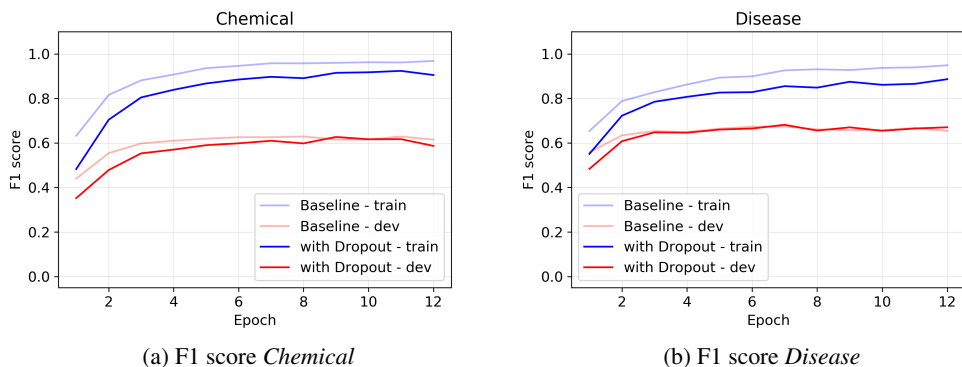 Chemical
1.0
0.8
0.6
0.4
0.2
0.0
F1 score
Baseline - train
Baseline - dev
with Dropout - train
with Dropout - dev
2 4 6 8 10 12
Epoch
(a) F1 score Chemical
Disease
1.0
0.8
0.6
0.4
0.2
0.0
F1 score
Baseline - train
Baseline - dev
with Dropout - train
with Dropout - dev
2 4 6 8 10 12
Epoch
(b) F1 score Disease